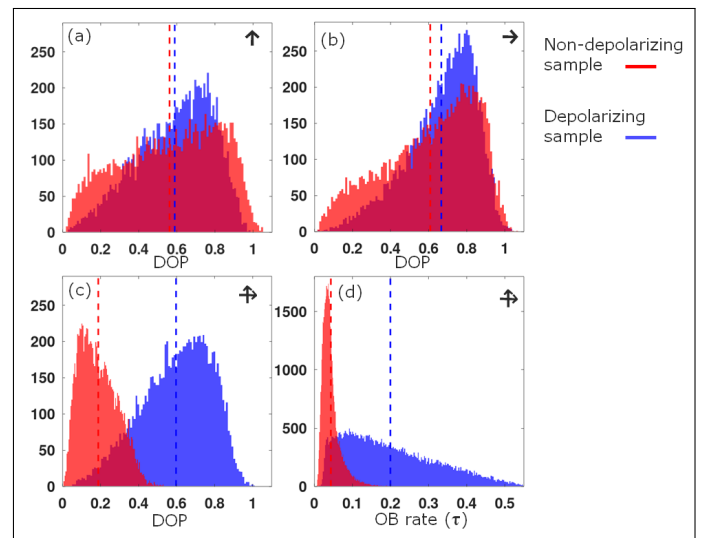 (a)
↑
250
200
150
100
50
0
0 0.2 0.4 0.6 0.8 1
DOP
(b)
→
250
200
150
100
50
0
0 0.2 0.4 0.6 0.8 1
DOP
Non-depolarizing
sample
Depolarizing
sample
(c)
250
200
150
100
50
0
0 0.2 0.4 0.6 0.8 1
DOP
(d)
1500
1000
500
0
0 0.1 0.2 0.3 0.4 0.5
OB rate (τ)